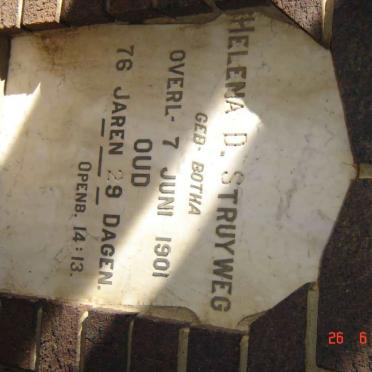 HELENA D. STRUYWEG
GEB- BOTHA
OVERL- 7 JUNI 1901
OUD
76 JAREN 29 DAGEN.
OPENB. 14:13.
26 6